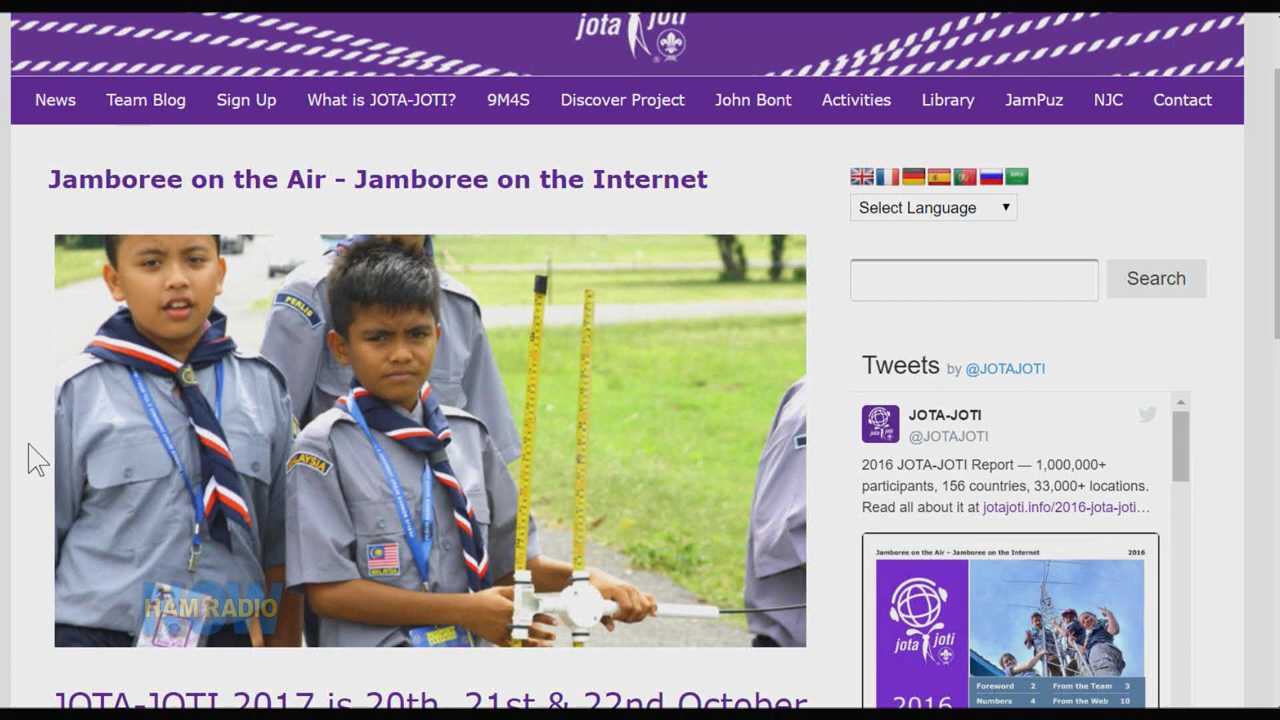 jota joti
News Team Blog Sign Up What is JOTA-JOTI? 9M4S Discover Project John Bont Activities Library JamPuz NJC Contact
Jamboree on the Air - Jamboree on the Internet
Select Language
Search
PERLIS
MALAYSIA
MALAYSIA
HAM RADIO
NOW
JOTA-JOTI 2017 is 20th, 21st & 22nd October
Tweets by @JOTAJOTI
JOTA-JOTI
@JOTAJOTI
2016 JOTA-JOTI Report — 1,000,000+
participants, 156 countries, 33,000+ locations.
Read all about it at jotajoti.info/2016-jota-joti…
Jamboree on the Air – Jamboree on the Internet 2016
jota joti
2016
Foreword 2 From the Team 3
Numbers 4 From the Web 10